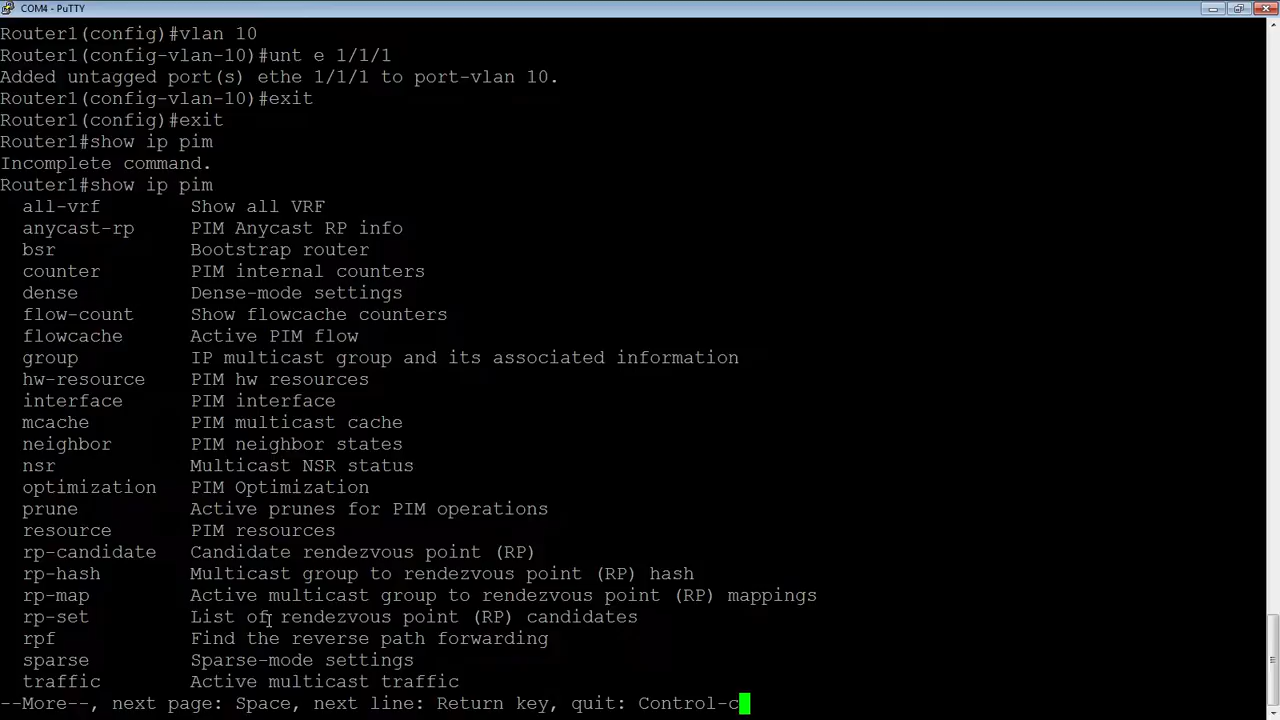 COM4 - PuTTY
Router1(config)#vlan 10
Router1(config-vlan-10)#unt e 1/1/1
Added untagged port(s) ethe 1/1/1 to port-vlan 10.
Router1(config-vlan-10)#exit
Router1(config)#exit
Router1#show ip pim
Incomplete command.
Router1#show ip pim
all-vrf Show all VRF
anycast-rp PIM Anycast RP info
bsr Bootstrap router
counter PIM internal counters
dense Dense-mode settings
flow-count Show flowcache counters
flowcache Active PIM flow
group IP multicast group and its associated information
hw-resource PIM hw resources
interface PIM interface
mcache PIM multicast cache
neighbor PIM neighbor states
nsr Multicast NSR status
optimization PIM Optimization
prune Active prunes for PIM operations
resource PIM resources
rp-candidate Candidate rendezvous point (RP)
rp-hash Multicast group to rendezvous point (RP) hash
rp-map Active multicast group to rendezvous point (RP) mappings
rp-set List of rendezvous point (RP) candidates
rpf Find the reverse path forwarding
sparse Sparse-mode settings
traffic Active multicast traffic
--More--, next page: Space, next line: Return key, quit: Control-c